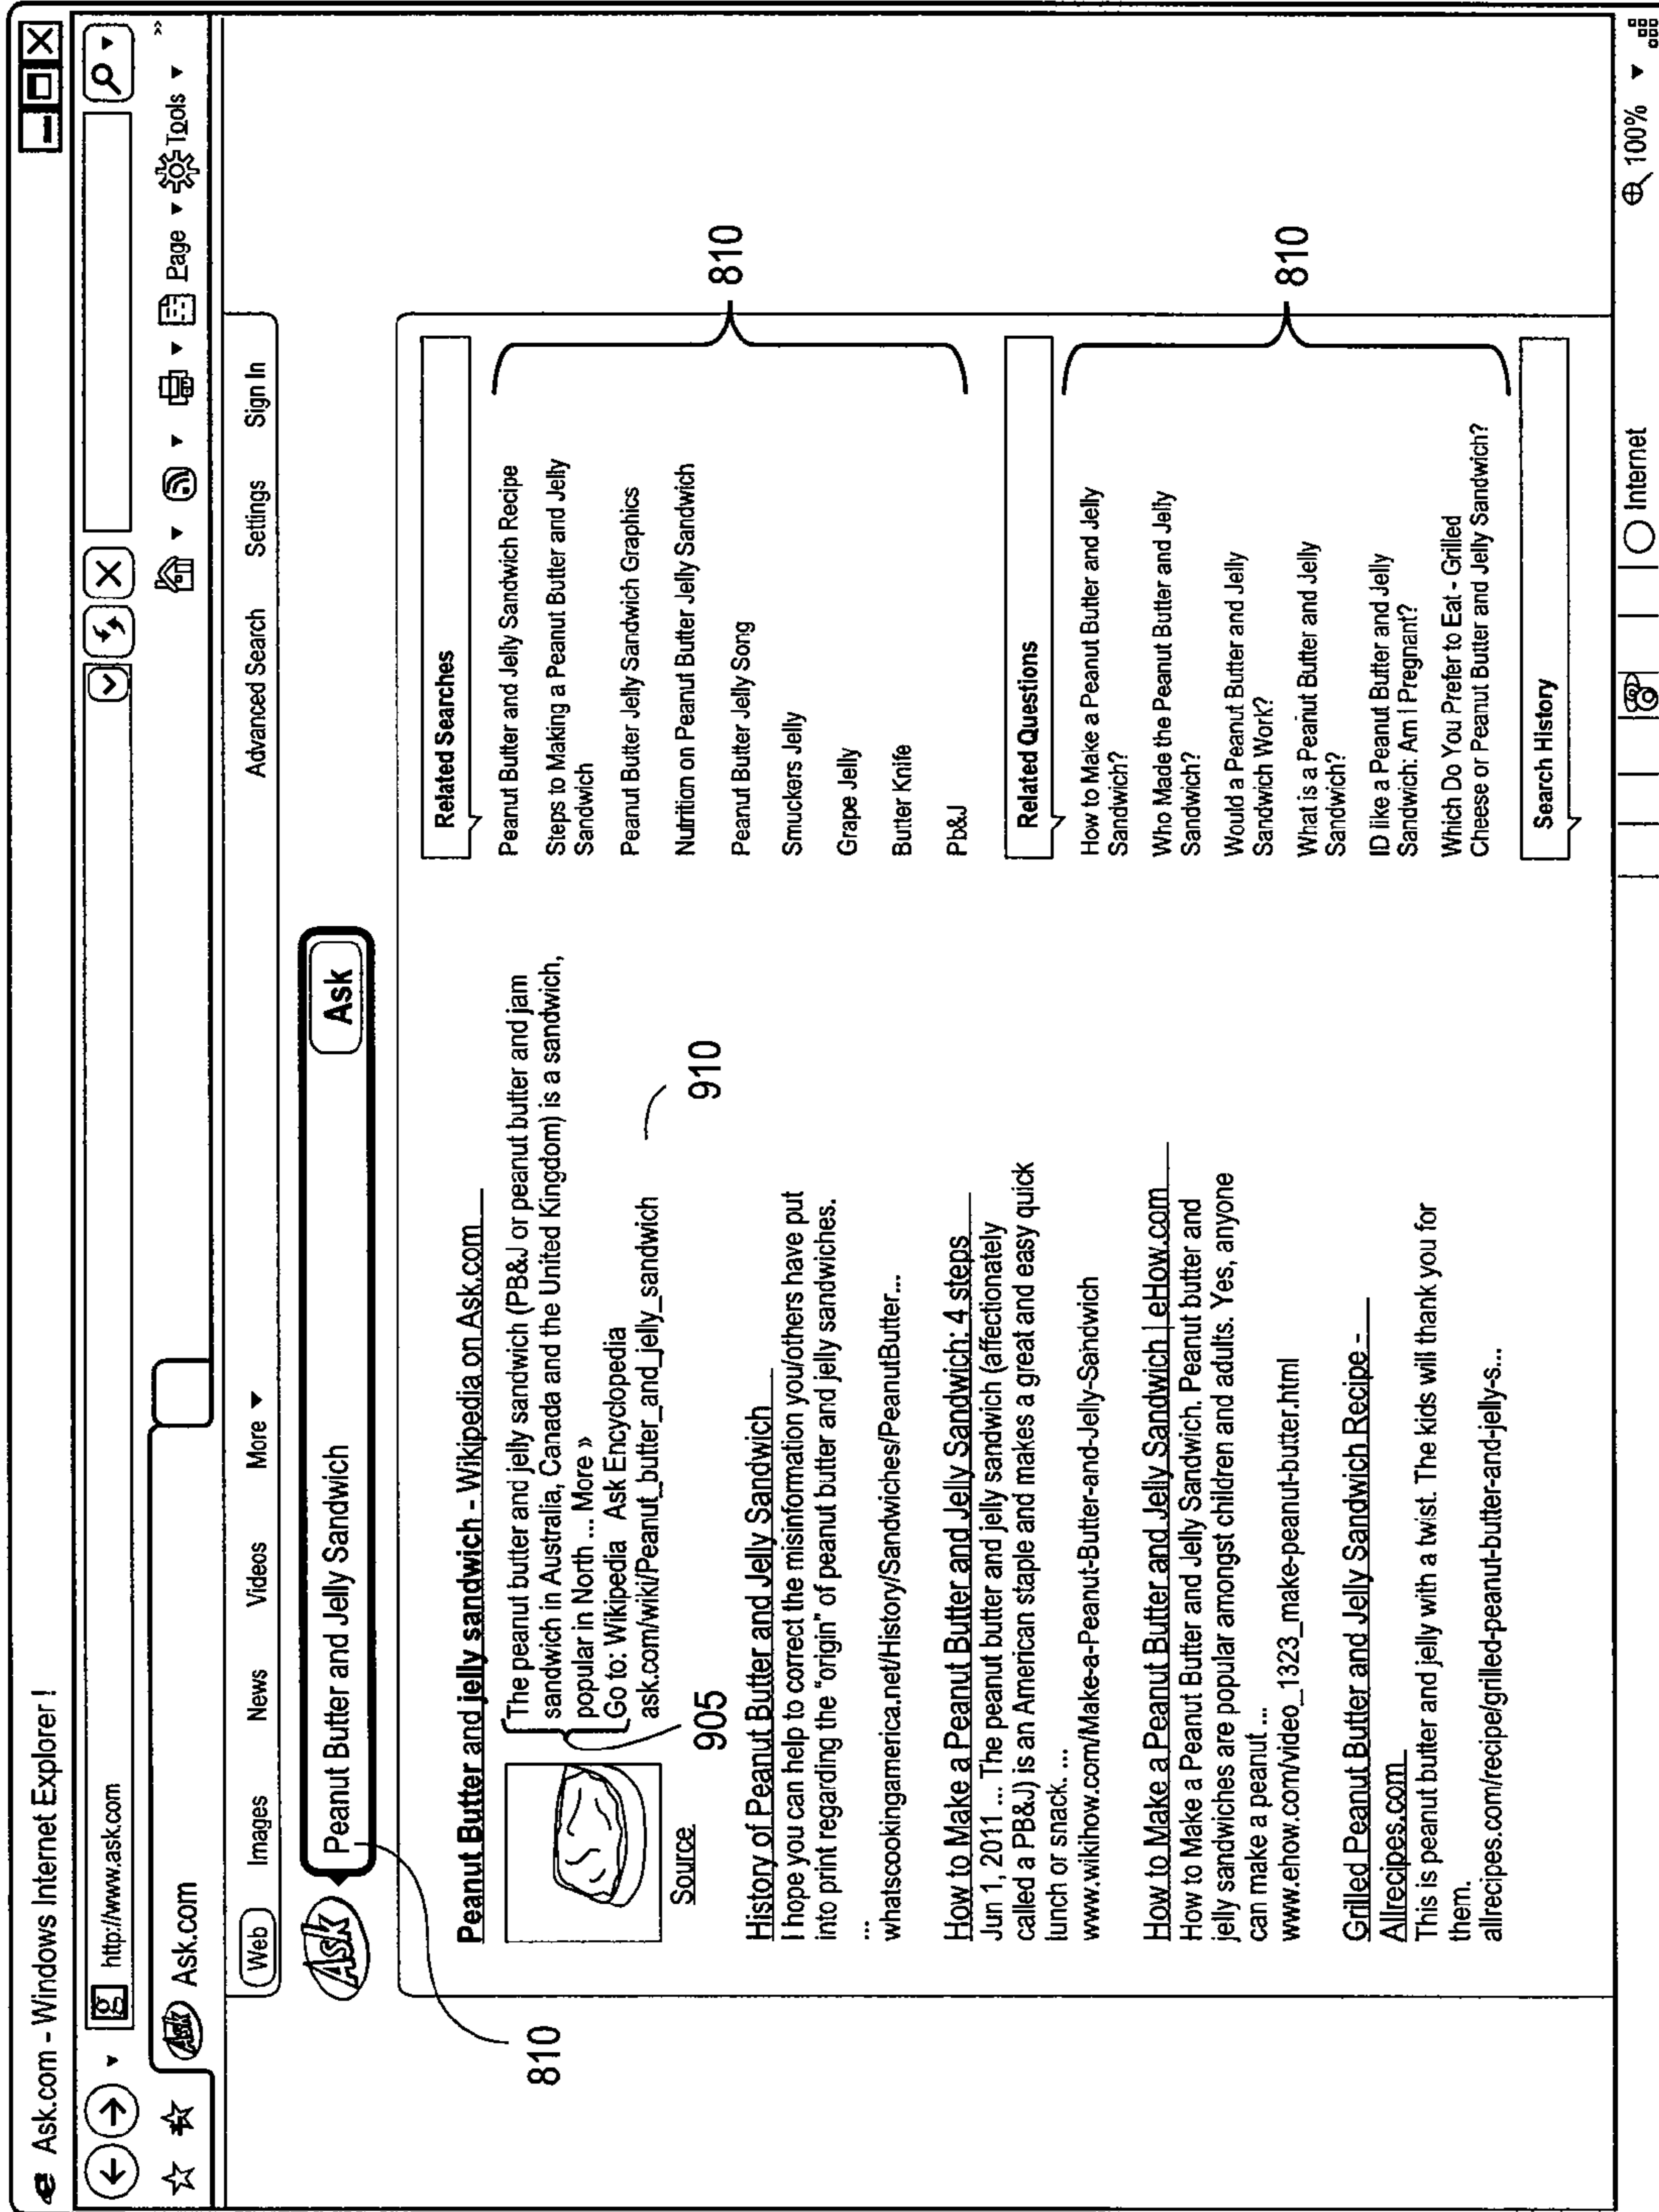 Ask.com - Windows Internet Explorer !
g http://www.ask.com
Ask Ask.com
Page Tools »
Web Images News Videos More Advanced Search Settings Sign In
Ask Peanut Butter and Jelly Sandwich Ask
810
Peanut Butter and jelly sandwich - Wikipedia on Ask.com
The peanut butter and jelly sandwich (PB&J or peanut butter and jam
sandwich in Australia, Canada and the United Kingdom) is a sandwich,
popular in North ... More »
Go to: Wikipedia Ask Encyclopedia
ask.com/wiki/Peanut_butter_and_jelly_sandwich
Source
905
910
History of Peanut Butter and Jelly Sandwich
I hope you can help to correct the misinformation you/others have put
into print regarding the "origin" of peanut butter and jelly sandwiches.
...
whatscookingamerica.net/History/Sandwiches/PeanutButter...
How to Make a Peanut Butter and Jelly Sandwich: 4 steps
Jun 1, 2011 ... The peanut butter and jelly sandwich (affectionately
called a PB&J) is an American staple and makes a great and easy quick
lunch or snack. ...
www.wikihow.com/Make-a-Peanut-Butter-and-Jelly-Sandwich
How to Make a Peanut Butter and Jelly Sandwich | eHow.com
How to Make a Peanut Butter and Jelly Sandwich. Peanut butter and
jelly sandwiches are popular amongst children and adults. Yes, anyone
can make a peanut ...
www.ehow.com/video_1323_make-peanut-butter.html
Grilled Peanut Butter and Jelly Sandwich Recipe -
Allrecipes.com
This is peanut butter and jelly with a twist. The kids will thank you for
them.
allrecipes.com/recipe/grilled-peanut-butter-and-jelly-s...
Related Searches
Peanut Butter and Jelly Sandwich Recipe
Steps to Making a Peanut Butter and Jelly
Sandwich
Peanut Butter Jelly Sandwich Graphics
Nutrition on Peanut Butter Jelly Sandwich
Peanut Butter Jelly Song
Smuckers Jelly
Grape Jelly
Butter Knife
Pb&J
810
Related Questions
How to Make a Peanut Butter and Jelly
Sandwich?
Who Made the Peanut Butter and Jelly
Sandwich?
Would a Peanut Butter and Jelly
Sandwich Work?
What is a Peanut Butter and Jelly
Sandwich?
ID like a Peanut Butter and Jelly
Sandwich: Am I Pregnant?
Which Do You Prefer to Eat - Grilled
Cheese or Peanut Butter and Jelly Sandwich?
810
Search History
Internet 100%